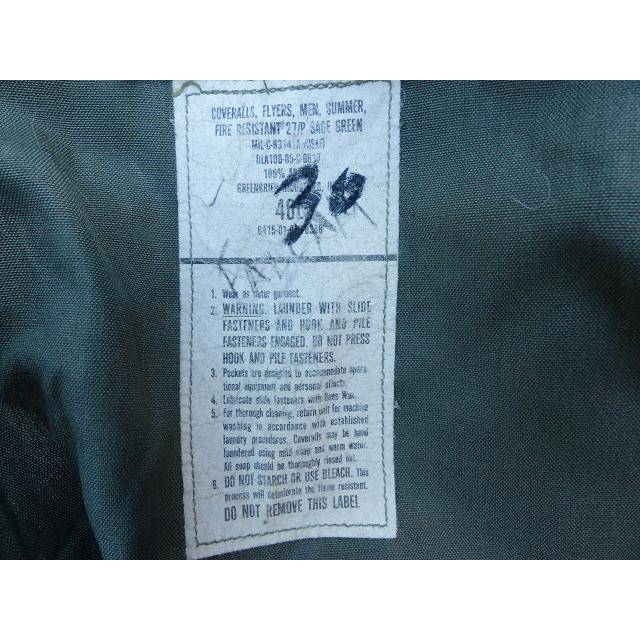 COVERALLS, FLYERS, MEN, SUMMER,
FIRE RESISTANT 27/P SAGE GREEN
MIL-C-83141A (USAF)
100%
GREENBRIER
30
1. Wear as outer garment.
2. WARNING. LAUNDER WITH SLIDE
FASTENERS AND HOOK AND PILE
FASTENERS ENGAGED. DO NOT PRESS
HOOK AND PILE FASTENERS.
3. Pockets are designed to accommodate opera-
tional equipment and personal effects.
4. Lubricate slide fasteners with Bees Wax.
5. For thorough cleaning, return unit for machine
washing in accordance with established
laundry procedures. Coveralls may be hand
laundered using mild soap and warm water.
All soap should be thoroughly rinsed out.
6. DO NOT STARCH OR USE BLEACH. This
process will deteriorate the flame resistant.
DO NOT REMOVE THIS LABEL